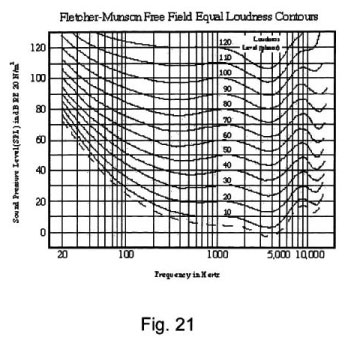 Fletcher-Munson Free Field Equal Loudness Contours
Loudness
Level (phons)
120
110
100
90
80
70
60
50
40
30
20
10
120
100
80
60
40
20
0
Sound Pressure Level (SPL) in dB RE 20 N/m²
20 100 1000 5,000 10,000
Frequency in Hertz
Fig. 21